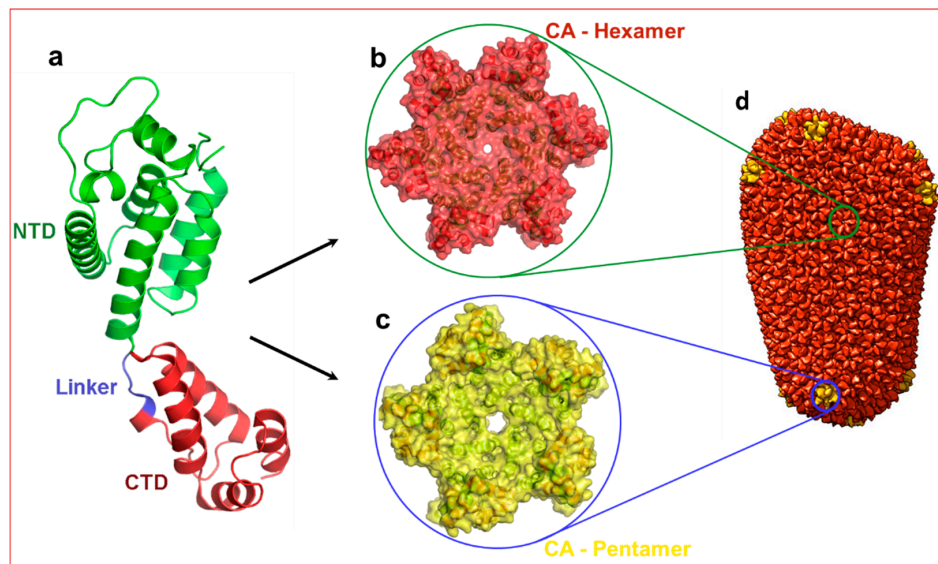 a
NTD
Linker
CTD
b
CA - Hexamer
c
CA - Pentamer
d